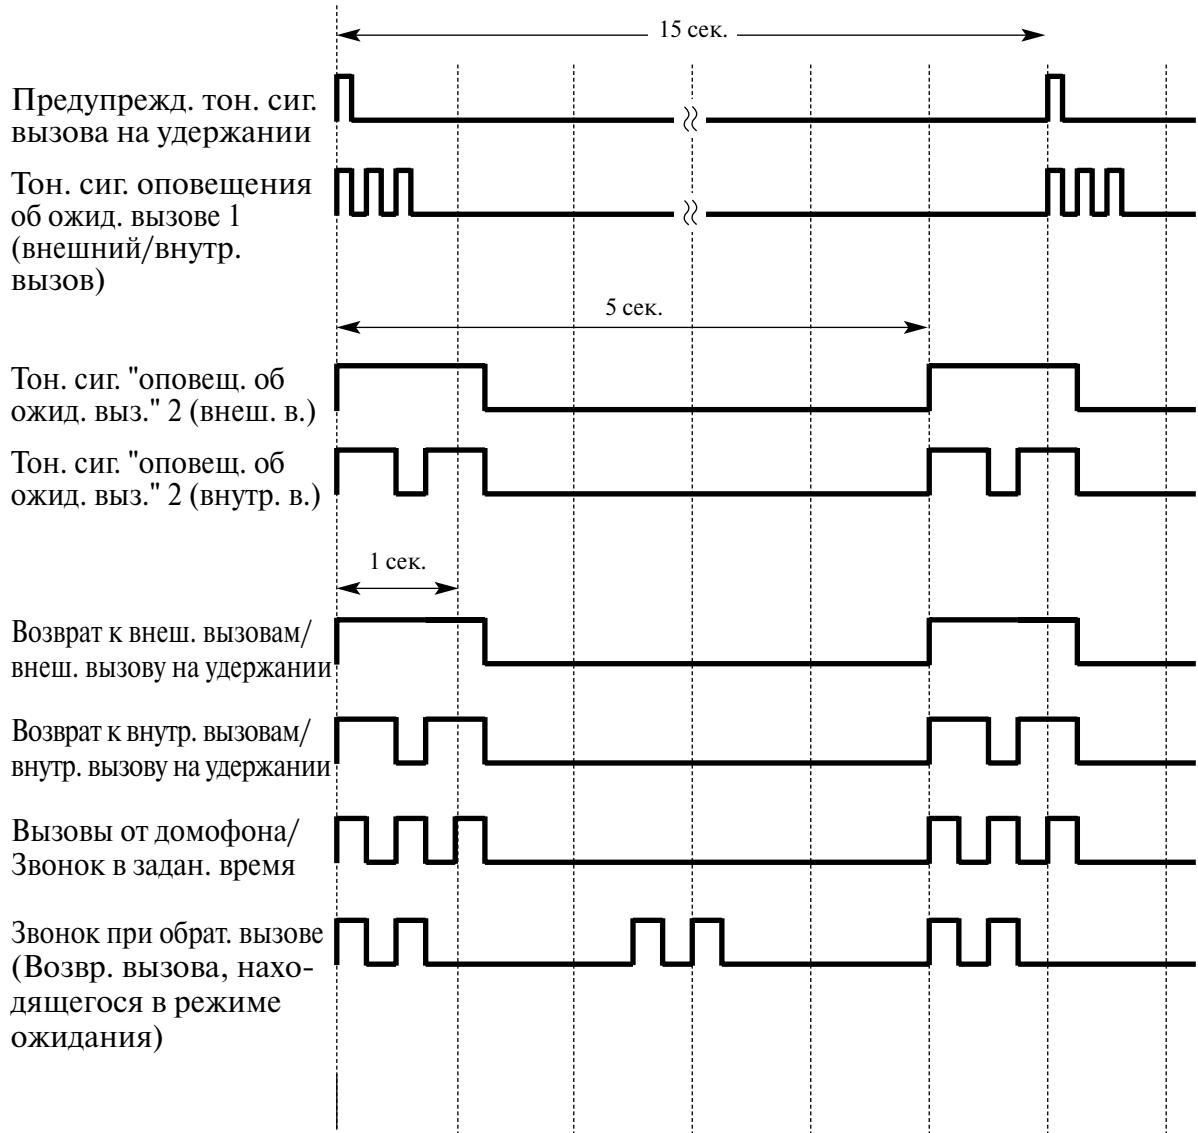 15 сек.
Предупрежд. тон. сиг.
вызова на удержании
Тон. сиг. оповещения
об ожид. вызове 1
(внешний/внутр.
вызов)
5 сек.
Тон. сиг. "оповещ. об
ожид. выз." 2 (внеш. в.)
Тон. сиг. "оповещ. об
ожид. выз." 2 (внутр. в.)
1 сек.
Возврат к внеш. вызовам/
внеш. вызову на удержании
Возврат к внутр. вызовам/
внутр. вызову на удержании
Вызовы от домофона/
Звонок в задан. время
Звонок при обрат. вызове
(Возвр. вызова, нахо-
дящегося в режиме
ожидания)